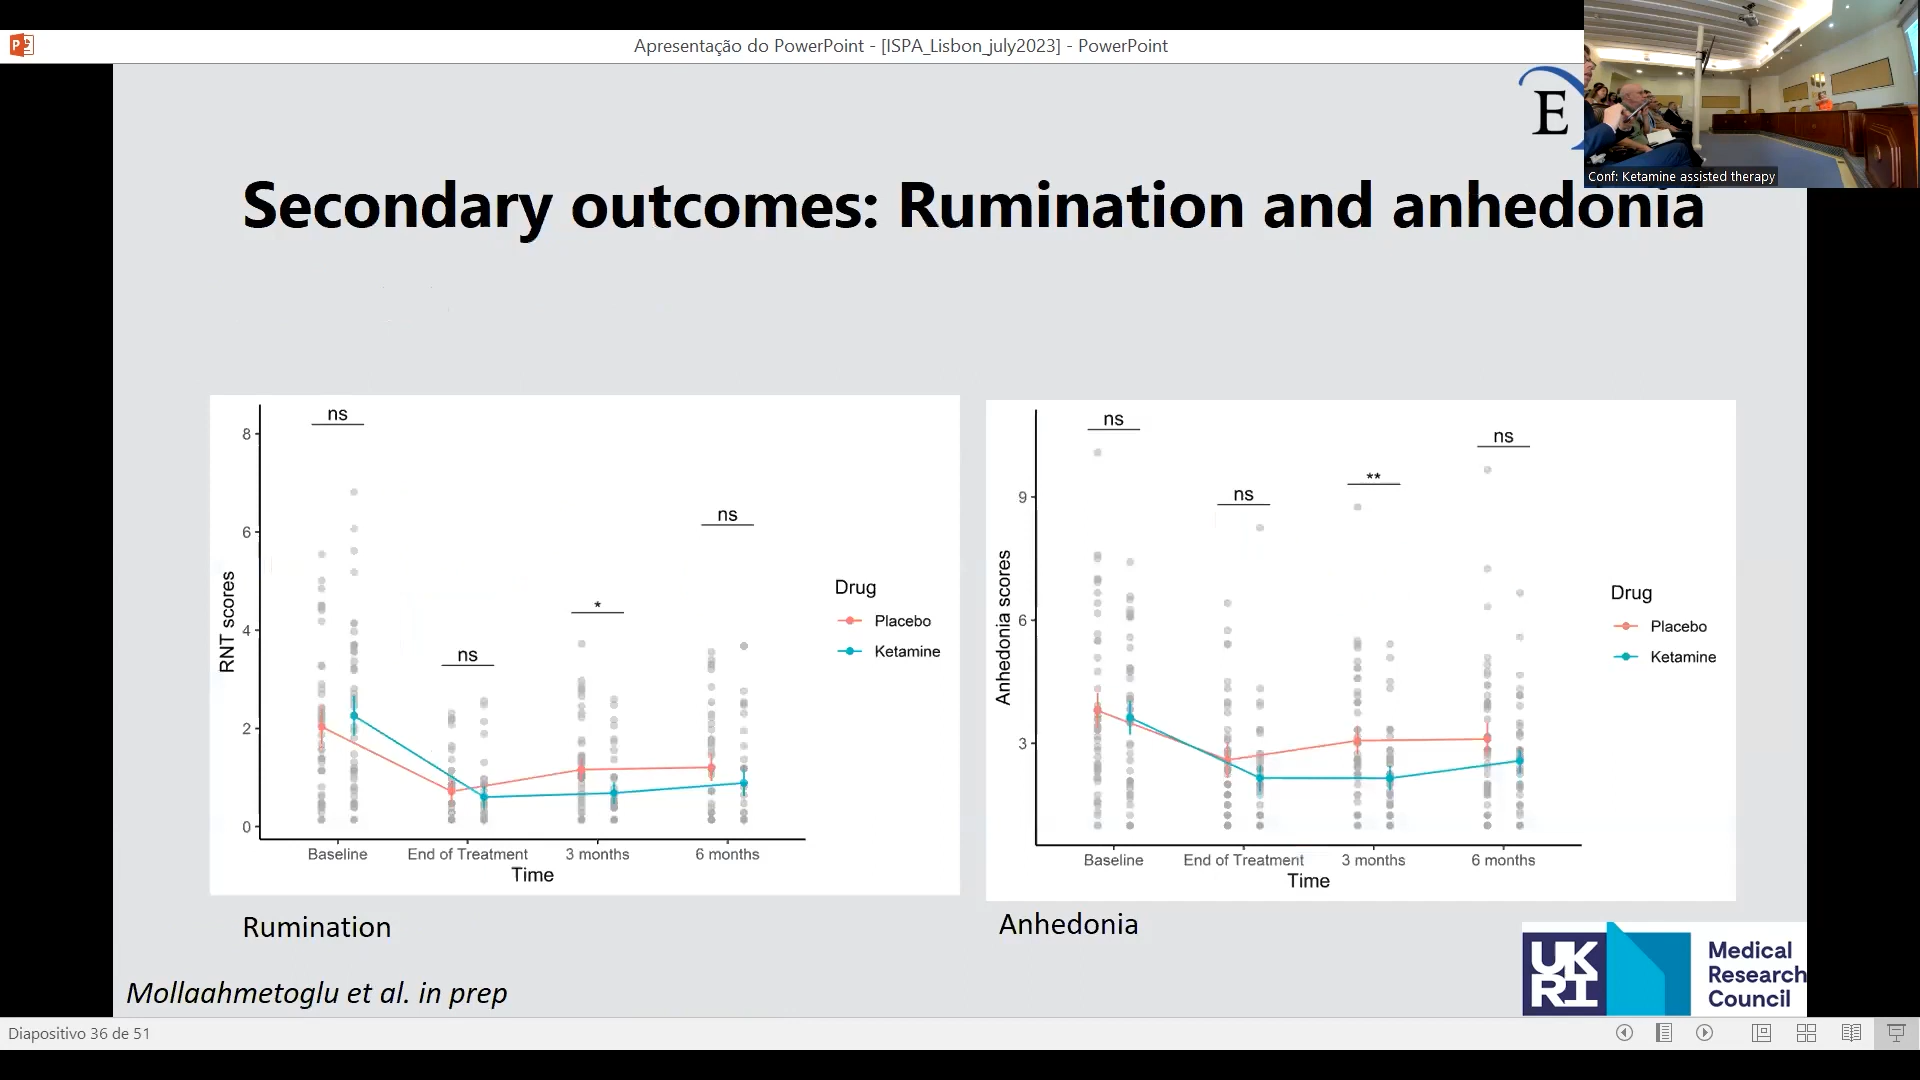 Apresentação do PowerPoint - [ISPA_Lisbon_july2023] - PowerPoint
E
Conf: Ketamine assisted therapy
Secondary outcomes: Rumination and anhedonia
ns
ns
*
ns
8
6
4
2
0
RNT scores
Baseline
End of Treatment
3 months
6 months
Time
Drug
Placebo
Ketamine
Rumination
ns
ns
**
ns
9
6
3
Anhedonia scores
Baseline
End of Treatment
3 months
6 months
Time
Drug
Placebo
Ketamine
Anhedonia
Mollaahmetoglu et al. in prep
UK
RI
Medical
Research
Council
Diapositivo 36 de 51